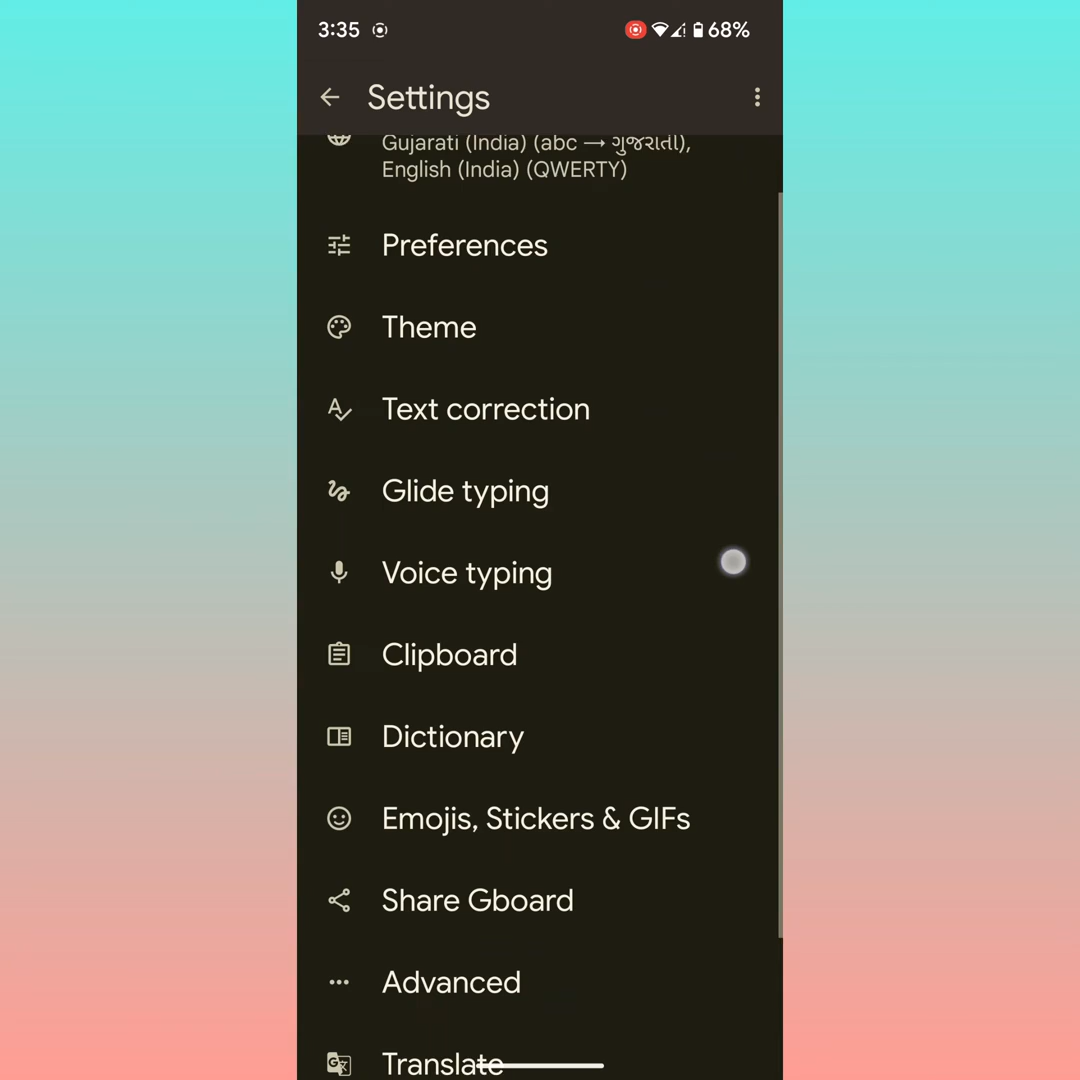 3:35 68%
Settings
Gujarati (India) (abc → ગુજરાતી),
English (India) (QWERTY)
Preferences
Theme
Text correction
Glide typing
Voice typing
Clipboard
Dictionary
Emojis, Stickers & GIFs
Share Gboard
Advanced
Translate